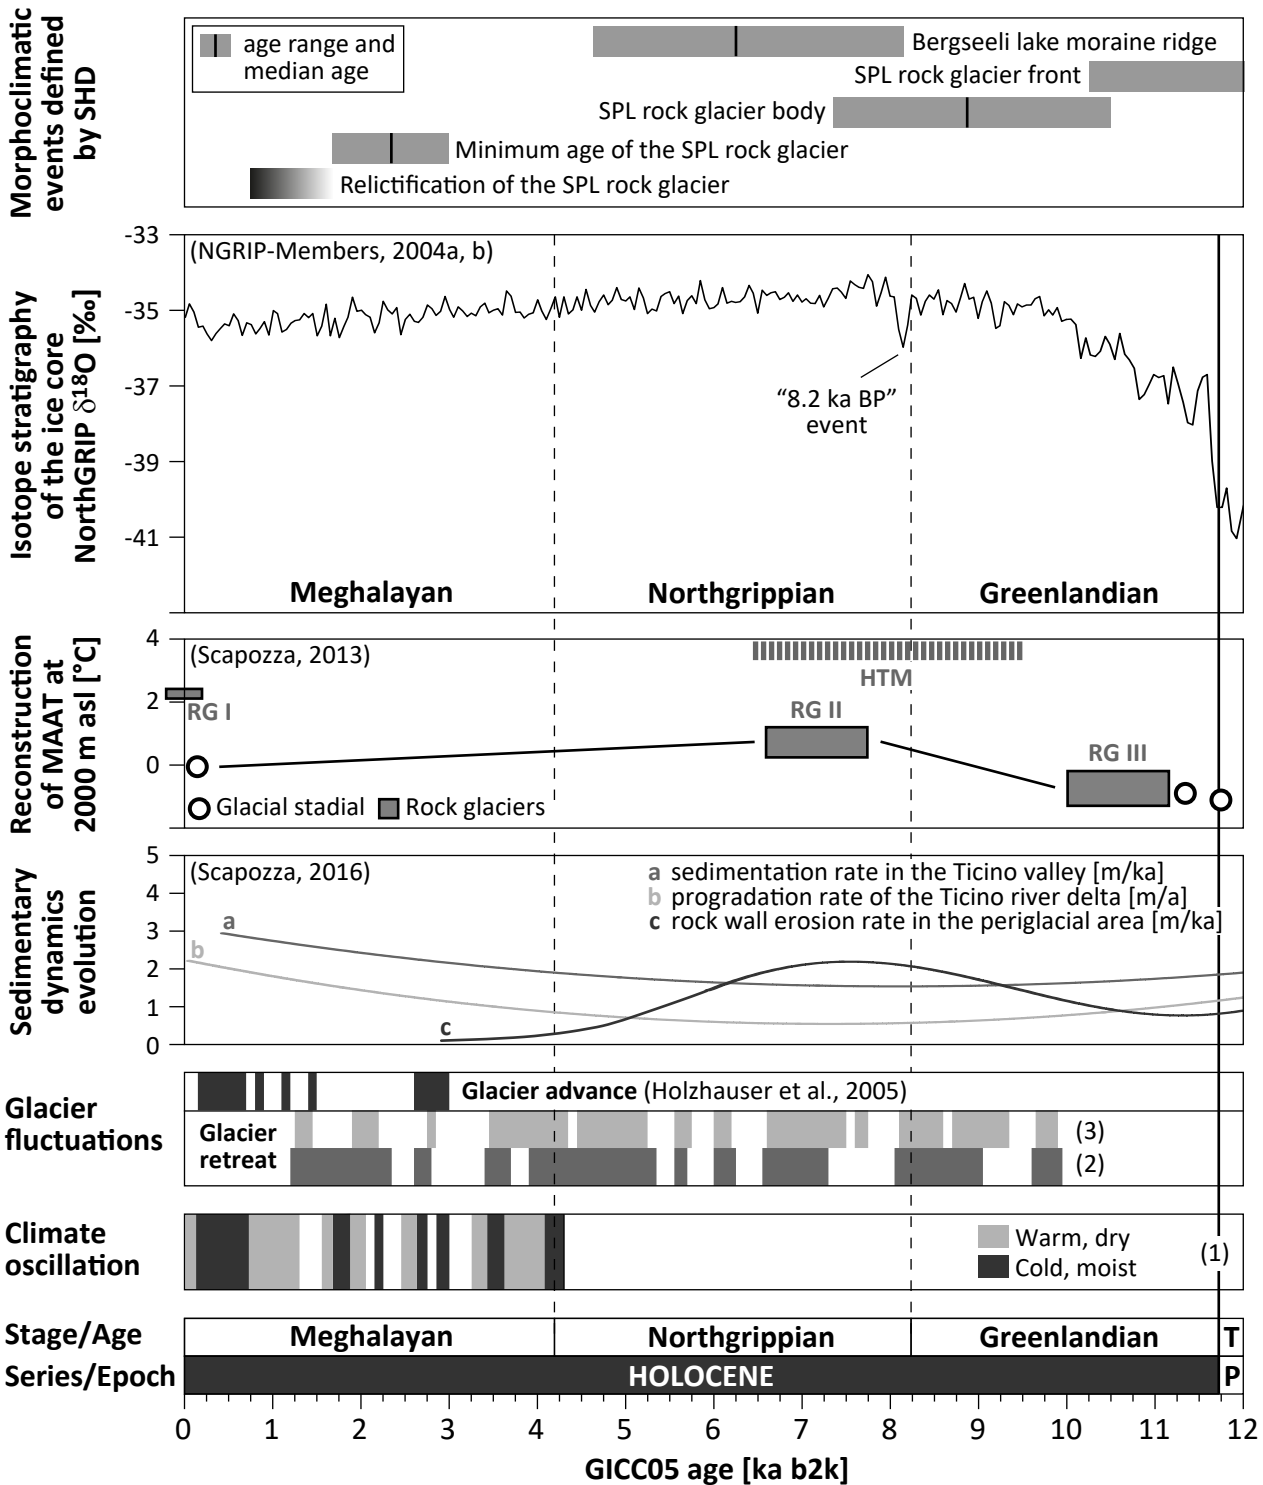 Morphoclimatic
events defined
by SHD
age range and
median age
Bergseeli lake moraine ridge
SPL rock glacier front
SPL rock glacier body
Minimum age of the SPL rock glacier
Relictification of the SPL rock glacier
Isotope stratigraphy
of the ice core
NorthGRIP δ¹⁸O [‰]
-33
-35
-37
-39
-41
(NGRIP-Members, 2004a, b)
“8.2 ka BP”
event
Meghalayan
Northgrippian
Greenlandian
Reconstruction
of MAAT at
2000 m asl [°C]
4
2
0
(Scapozza, 2013)
HTM
RG I
RG II
RG III
Glacial stadial
Rock glaciers
Sedimentary
dynamics
evolution
5
4
3
2
1
0
(Scapozza, 2016)
a sedimentation rate in the Ticino valley [m/ka]
b progradation rate of the Ticino river delta [m/a]
c rock wall erosion rate in the periglacial area [m/ka]
a
b
c
Glacier
fluctuations
Glacier advance (Holzhauser et al., 2005)
Glacier
retreat
(3)
(2)
Climate
oscillation
Warm, dry
Cold, moist
(1)
Stage/Age
Meghalayan
Northgrippian
Greenlandian
T
Series/Epoch
HOLOCENE
P
0 1 2 3 4 5 6 7 8 9 10 11 12
GICC05 age [ka b2k]